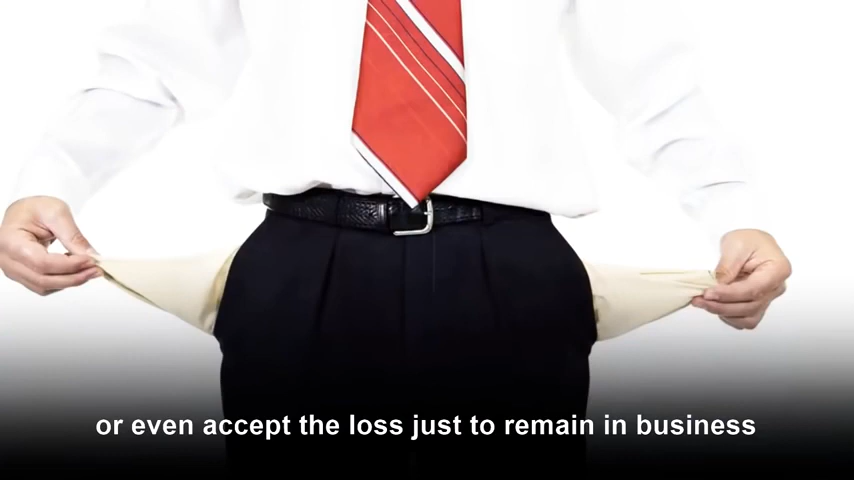 or even accept the loss just to remain in business